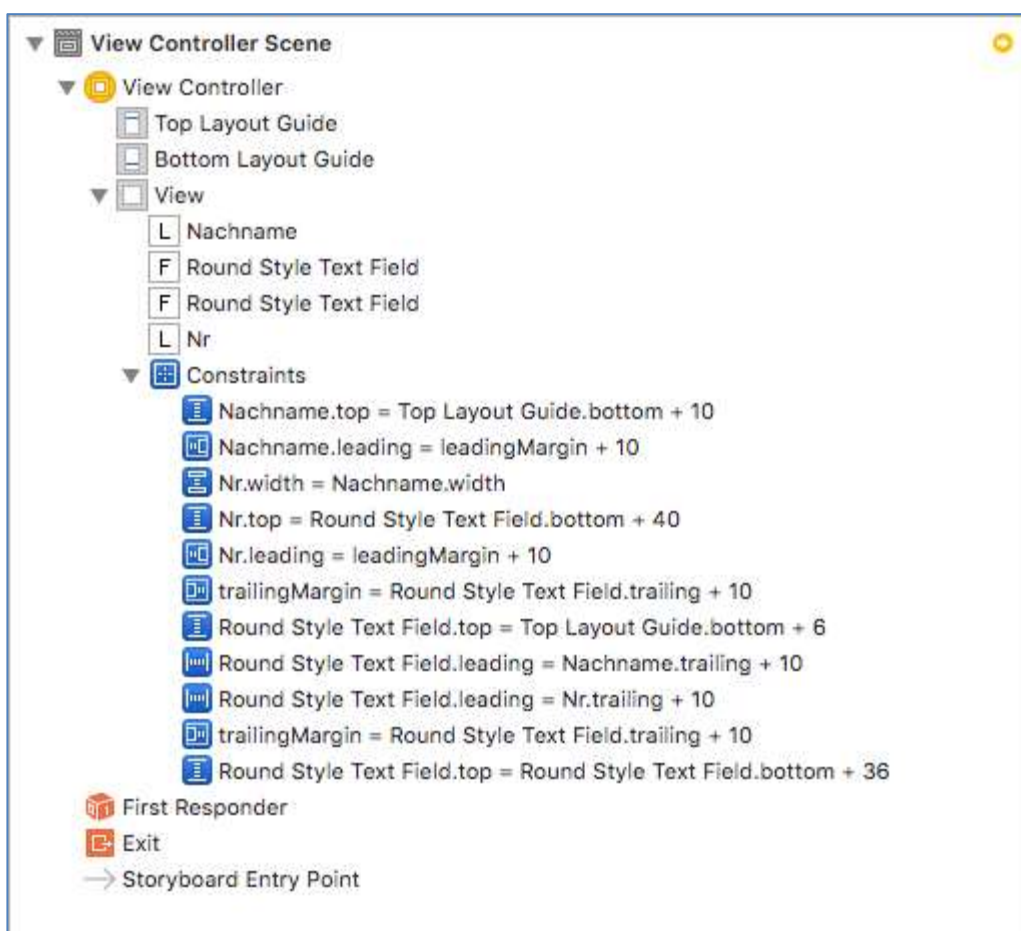 View Controller Scene
View Controller
Top Layout Guide
Bottom Layout Guide
View
L Nachname
F Round Style Text Field
F Round Style Text Field
L Nr
Constraints
Nachname.top = Top Layout Guide.bottom + 10
Nachname.leading = leadingMargin + 10
Nr.width = Nachname.width
Nr.top = Round Style Text Field.bottom + 40
Nr.leading = leadingMargin + 10
trailingMargin = Round Style Text Field.trailing + 10
Round Style Text Field.top = Top Layout Guide.bottom + 6
Round Style Text Field.leading = Nachname.trailing + 10
Round Style Text Field.leading = Nr.trailing + 10
trailingMargin = Round Style Text Field.trailing + 10
Round Style Text Field.top = Round Style Text Field.bottom + 36
First Responder
Exit
Storyboard Entry Point